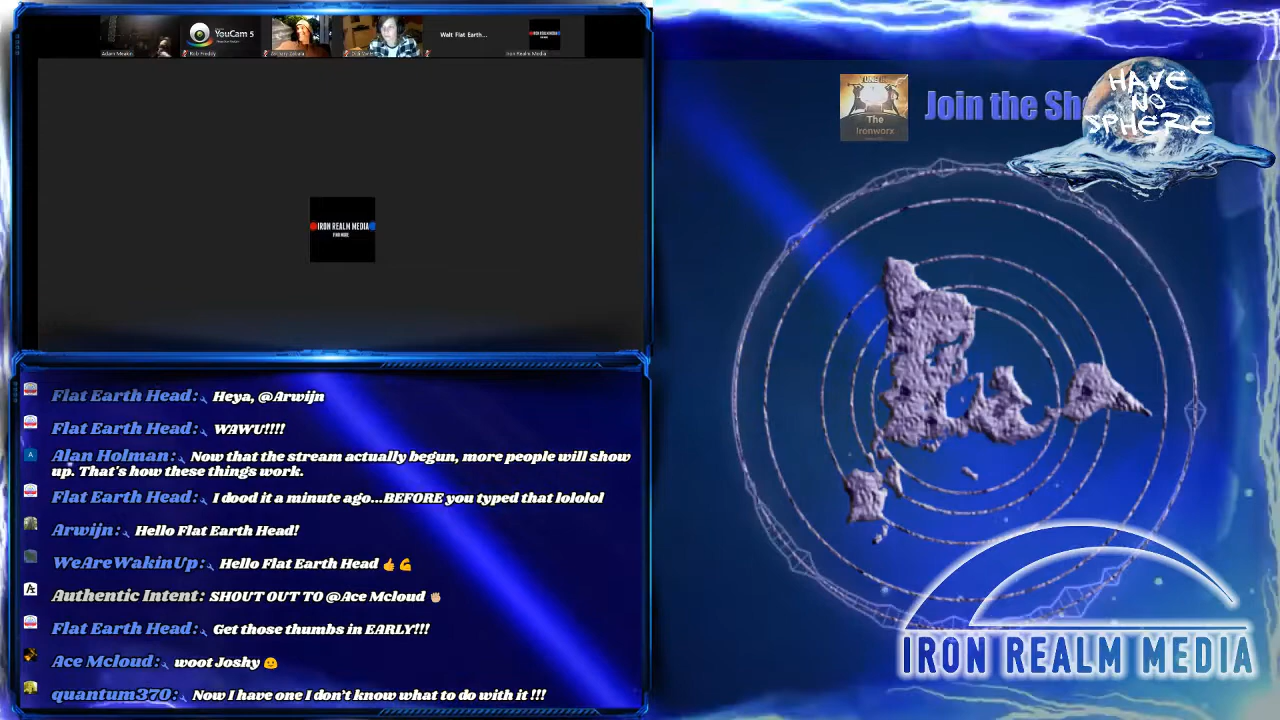 YouCam 5
Walt Flat Earth...
Adam Meakin
Rob Freddy
Iron Realm Media
IRON REALM MEDIA
The
Ironworx
Join the Sh
HAVE
NO
SPHERE
Flat Earth Head: Heya, @Arwijn
Flat Earth Head: WAWU!!!!
Alan Holman: Now that the stream actually begun, more people will show
up. That's how these things work.
Flat Earth Head: I dood it a minute ago...BEFORE you typed that lololol
Arwijn: Hello Flat Earth Head!
WeAreWakinUp: Hello Flat Earth Head 👍 💪
Authentic Intent: SHOUT OUT TO @Ace Mcloud 👋🏼
Flat Earth Head: Get those thumbs in EARLY!!!
Ace Mcloud: woot Joshy 🙂
quantum370: Now I have one I don't know what to do with it !!!
IRON REALM MEDIA